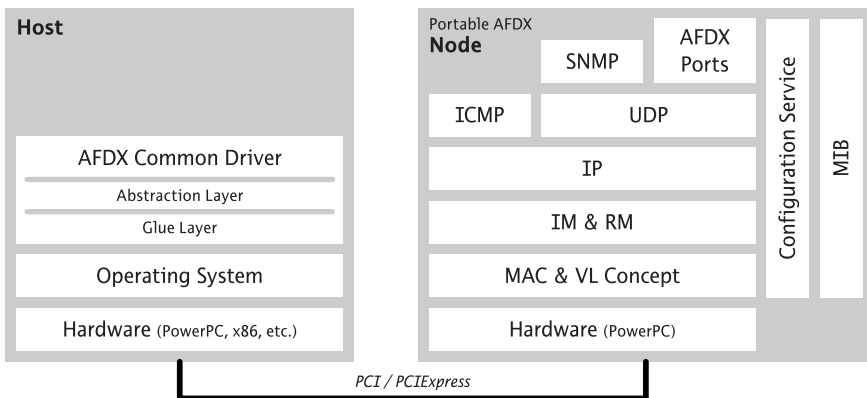 Host
AFDX Common Driver
Abstraction Layer
Glue Layer
Operating System
Hardware (PowerPC, x86, etc.)
Portable AFDX
Node
SNMP
AFDX
Ports
ICMP
UDP
IP
IM & RM
MAC & VL Concept
Hardware (PowerPC)
Configuration Service
MIB
PCI / PCIExpress